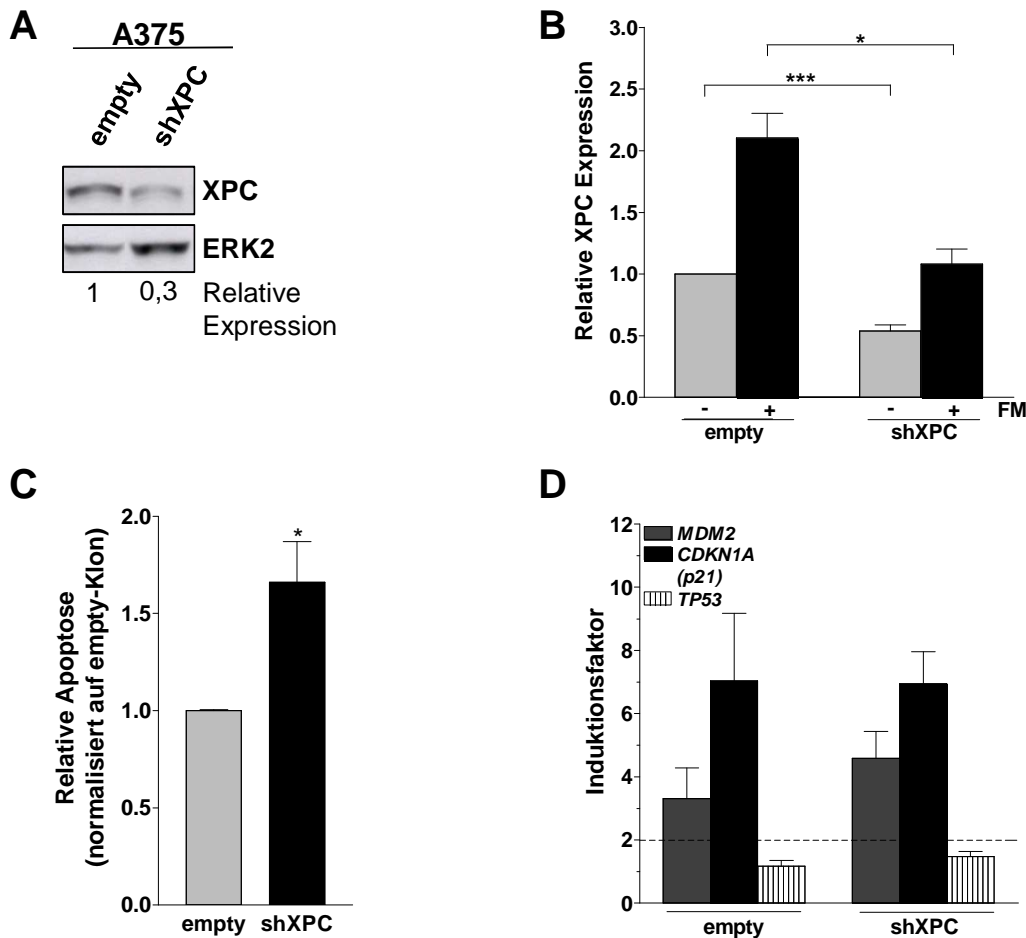 A
A375
empty shXPC
XPC
ERK2
1 0,3 Relative
Expression
B
Relative XPC Expression
3.0
2.5
2.0
1.5
1.0
0.5
0.0
***
*
- + - + FM
empty shXPC
C
Relative Apoptose
(normalisiert auf empty-Klon)
2.0
1.5
1.0
0.5
0.0
*
empty shXPC
D
Induktionsfaktor
12
10
8
6
4
2
0
MDM2
CDKN1A
(p21)
TP53
empty shXPC